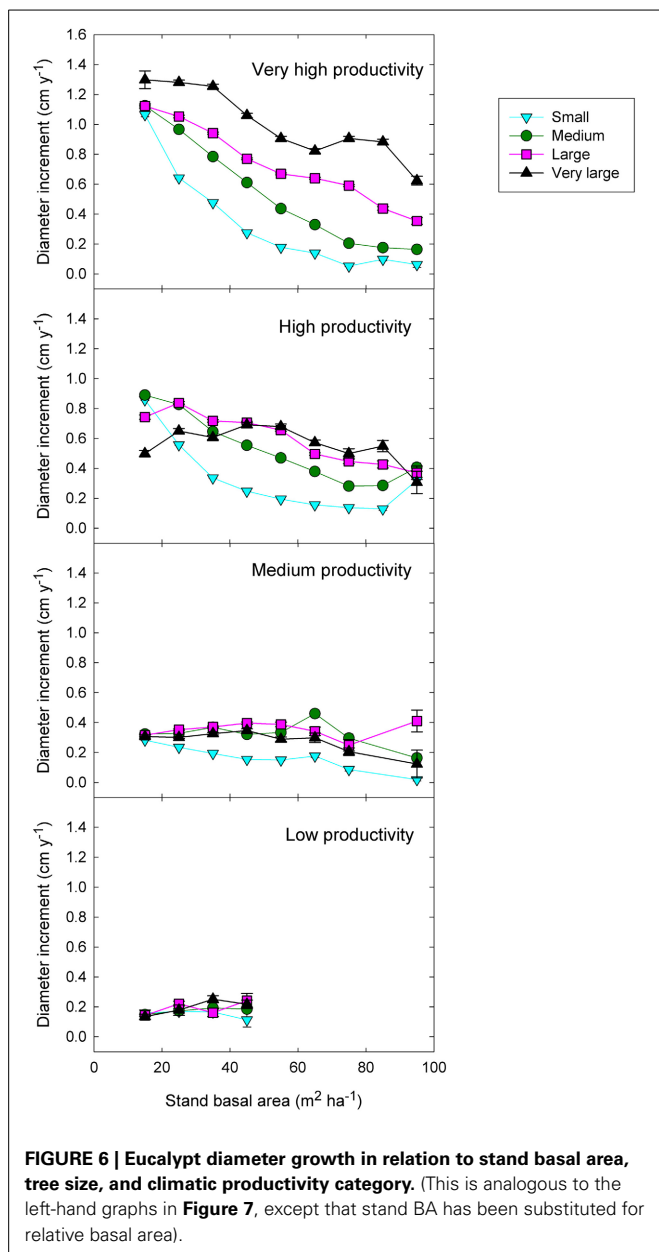 1.6
1.4
1.2
1.0
0.8
0.6
0.4
0.2
0.0
Diameter increment (cm y-1)
Very high productivity
Small
Medium
Large
Very large
1.4
1.2
1.0
0.8
0.6
0.4
0.2
0.0
Diameter increment (cm y-1)
High productivity
1.4
1.2
1.0
0.8
0.6
0.4
0.2
0.0
Diameter increment (cm y-1)
Medium productivity
1.4
1.2
1.0
0.8
0.6
0.4
0.2
0.0
Diameter increment (cm y-1)
Low productivity
0 20 40 60 80 100
Stand basal area (m2 ha-1)
FIGURE 6 | Eucalypt diameter growth in relation to stand basal area,
tree size, and climatic productivity category. (This is analogous to the
left-hand graphs in Figure 7, except that stand BA has been substituted for
relative basal area).